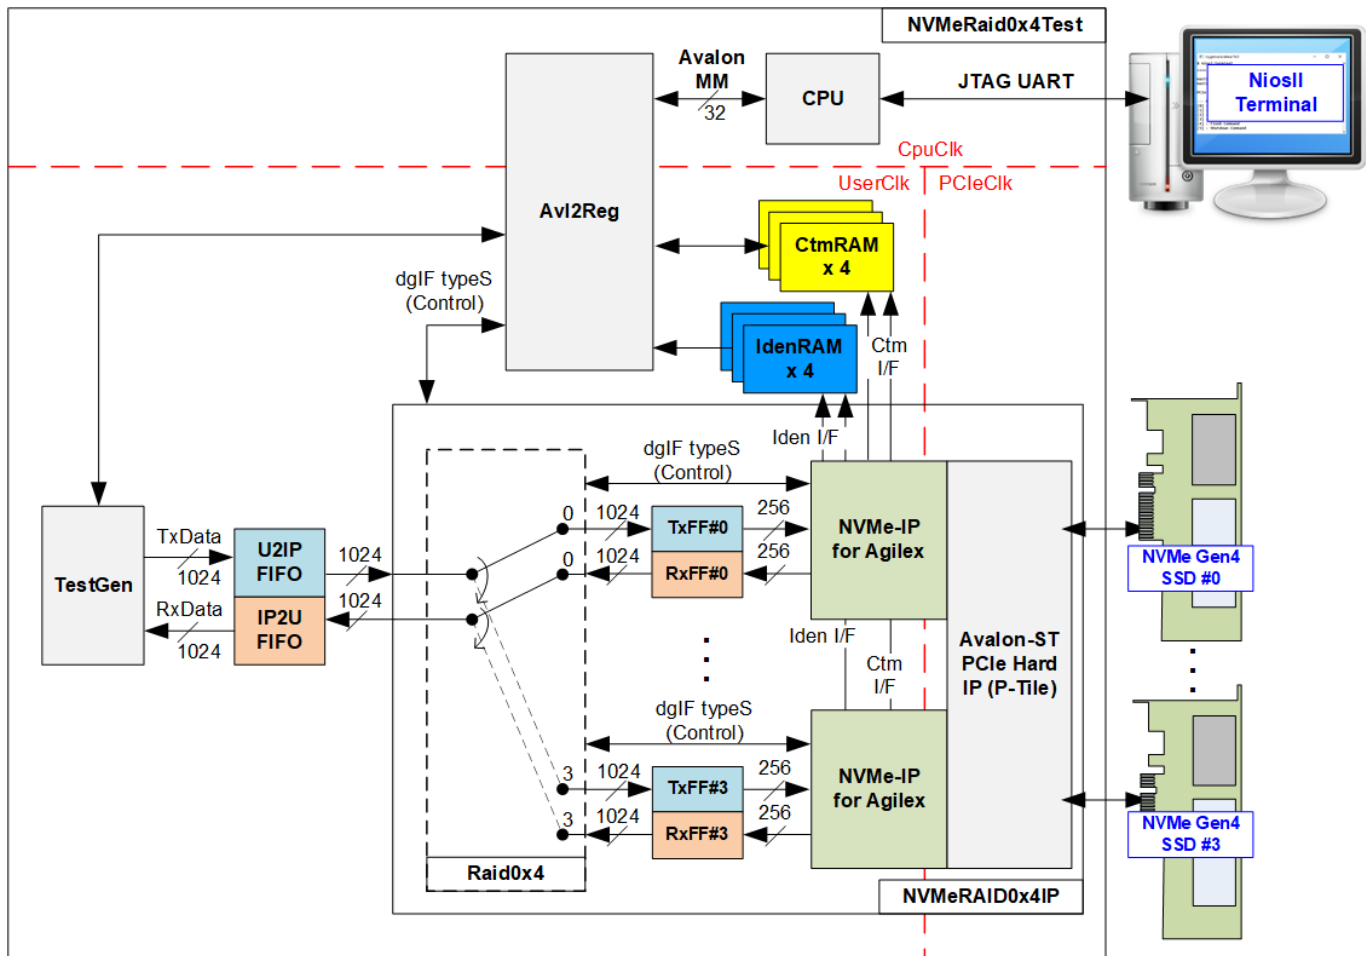 NVMeRaid0x4Test
Avalon
MM
32
CPU
JTAG UART
NiosII
Terminal
CpuClk
UserClk
PCIeClk
Avl2Reg
CtmRAM
x 4
dgIF typeS
(Control)
IdenRAM
x 4
Ctm
I/F
Iden I/F
dgIF typeS
(Control)
TestGen
TxData
1024
RxData
1024
U2IP
FIFO
IP2U
FIFO
1024
1024
0
0
1024
1024
TxFF#0
RxFF#0
256
256
NVMe-IP
for Agilex
NVMe Gen4
SSD #0
Iden I/F
Ctm
I/F
Avalon-ST
PCIe Hard
IP (P-Tile)
dgIF typeS
(Control)
3
3
1024
1024
TxFF#3
RxFF#3
256
256
NVMe-IP
for Agilex
NVMe Gen4
SSD #3
Raid0x4
NVMeRAID0x4IP